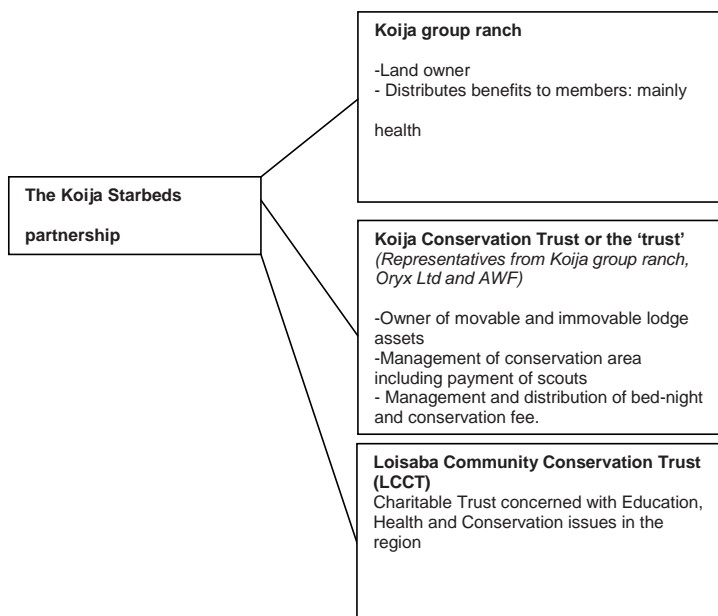 Koija group ranch
-Land owner
- Distributes benefits to members: mainly
health
The Koija Starbeds
partnership
Koija Conservation Trust or the ‘trust’
(Representatives from Koija group ranch,
Oryx Ltd and AWF)
-Owner of movable and immovable lodge
assets
-Management of conservation area
including payment of scouts
- Management and distribution of bed-night
and conservation fee.
Loisaba Community Conservation Trust
(LCCT)
Charitable Trust concerned with Education,
Health and Conservation issues in the
region